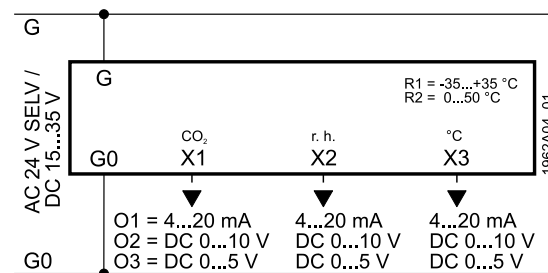 G
G
R1 = -35...+35 °C
R2 = 0...50 °C
AC 24 V SELV /
DC 15...35 V
CO₂
r. h.
°C
G0
X1
X2
X3
1962A04_01
O1 = 4...20 mA
4...20 mA
4...20 mA
O2 = DC 0...10 V
DC 0...10 V
DC 0...10 V
G0
O3 = DC 0...5 V
DC 0...5 V
DC 0...5 V